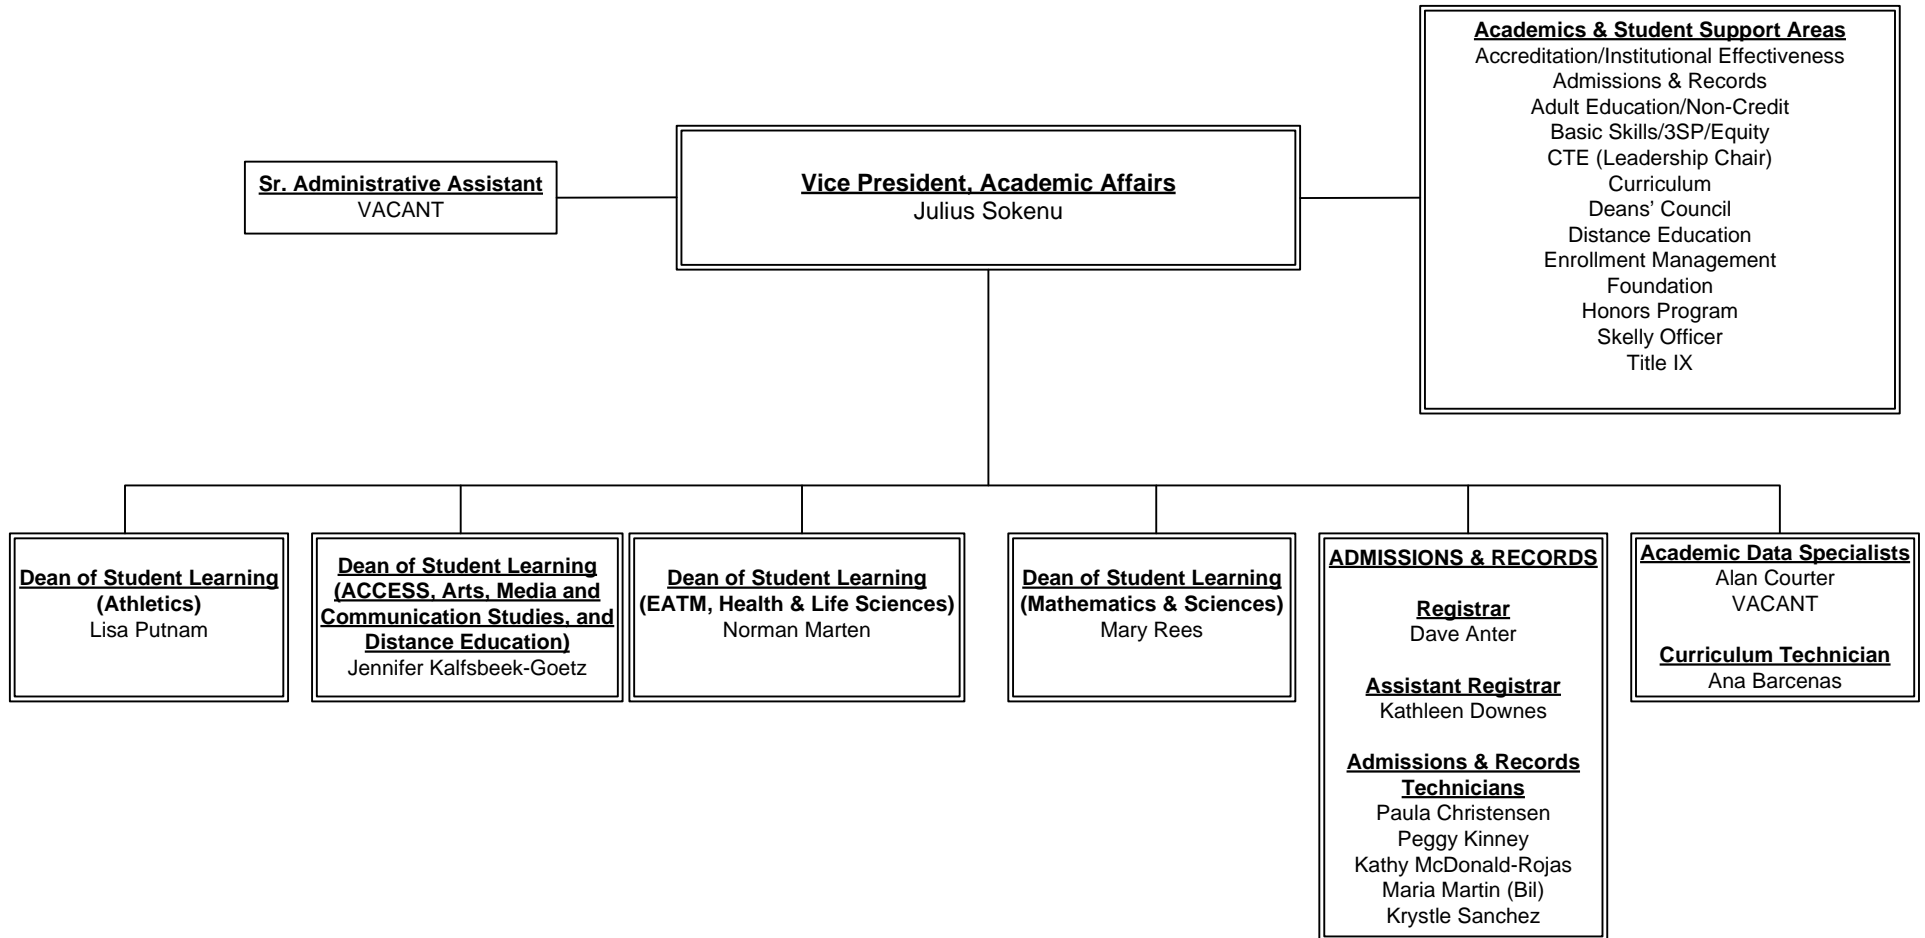 Academics & Student Support Areas
Accreditation/Institutional Effectiveness
Admissions & Records
Adult Education/Non-Credit
Basic Skills/3SP/Equity
CTE (Leadership Chair)
Curriculum
Deans’ Council
Distance Education
Enrollment Management
Foundation
Honors Program
Skelly Officer
Title IX
Sr. Administrative Assistant
VACANT
Vice President, Academic Affairs
Julius Sokenu
Dean of Student Learning
(Athletics)
Lisa Putnam
Dean of Student Learning
(ACCESS, Arts, Media and
Communication Studies, and
Distance Education)
Jennifer Kalfsbeek-Goetz
Dean of Student Learning
(EATM, Health & Life Sciences)
Norman Marten
Dean of Student Learning
(Mathematics & Sciences)
Mary Rees
ADMISSIONS & RECORDS
Registrar
Dave Anter
Assistant Registrar
Kathleen Downes
Admissions & Records
Technicians
Paula Christensen
Peggy Kinney
Kathy McDonald-Rojas
Maria Martin (Bil)
Krystle Sanchez
Academic Data Specialists
Alan Courter
VACANT
Curriculum Technician
Ana Barcenas